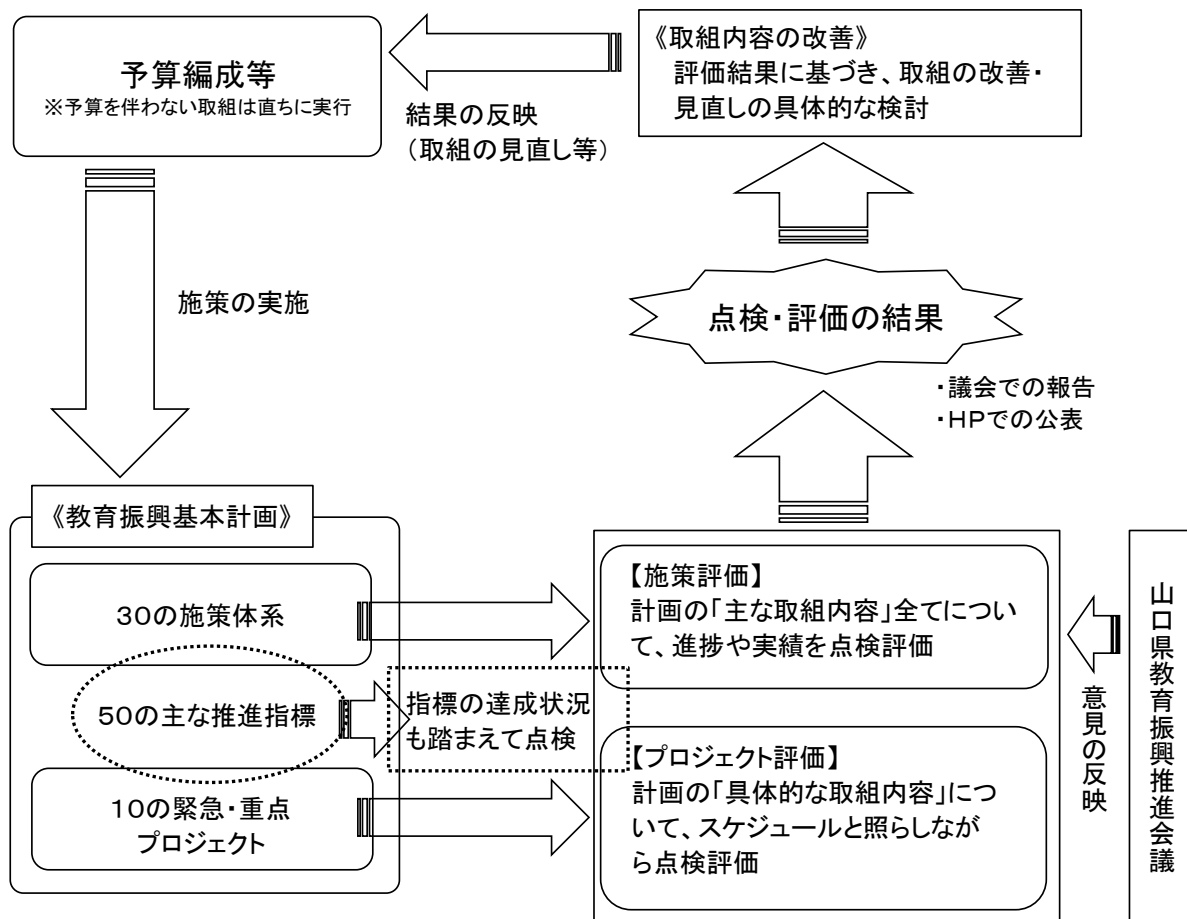 予算編成等
※予算を伴わない取組は直ちに実行
《取組内容の改善》
評価結果に基づき、取組の改善・
見直しの具体的な検討
結果の反映
（取組の見直し等）
施策の実施
点検・評価の結果
・議会での報告
・HPでの公表
《教育振興基本計画》
30の施策体系
50の主な推進指標
10の緊急・重点
プロジェクト
指標の達成状況
も踏まえて点検
【施策評価】
計画の「主な取組内容」全てについ
て、進捗や実績を点検評価
【プロジェクト評価】
計画の「具体的な取組内容」につ
いて、スケジュールと照らしなが
ら点検評価
意見の反映
山口県教育振興推進会議